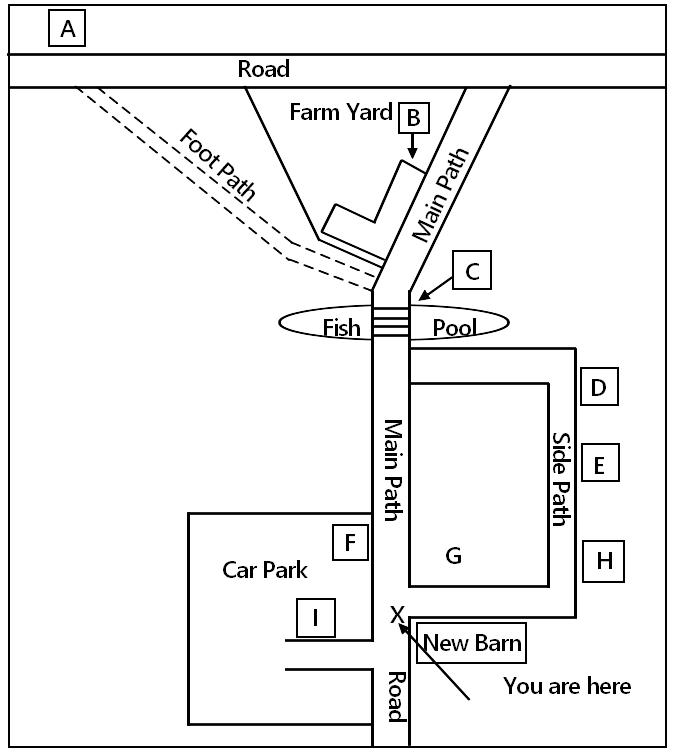 A
Road
Farm Yard
B
Foot Path
Main Path
C
Fish
Pool
D
Main Path
Side Path
E
F
G
H
Car Park
I
X
New Barn
Road
You are here